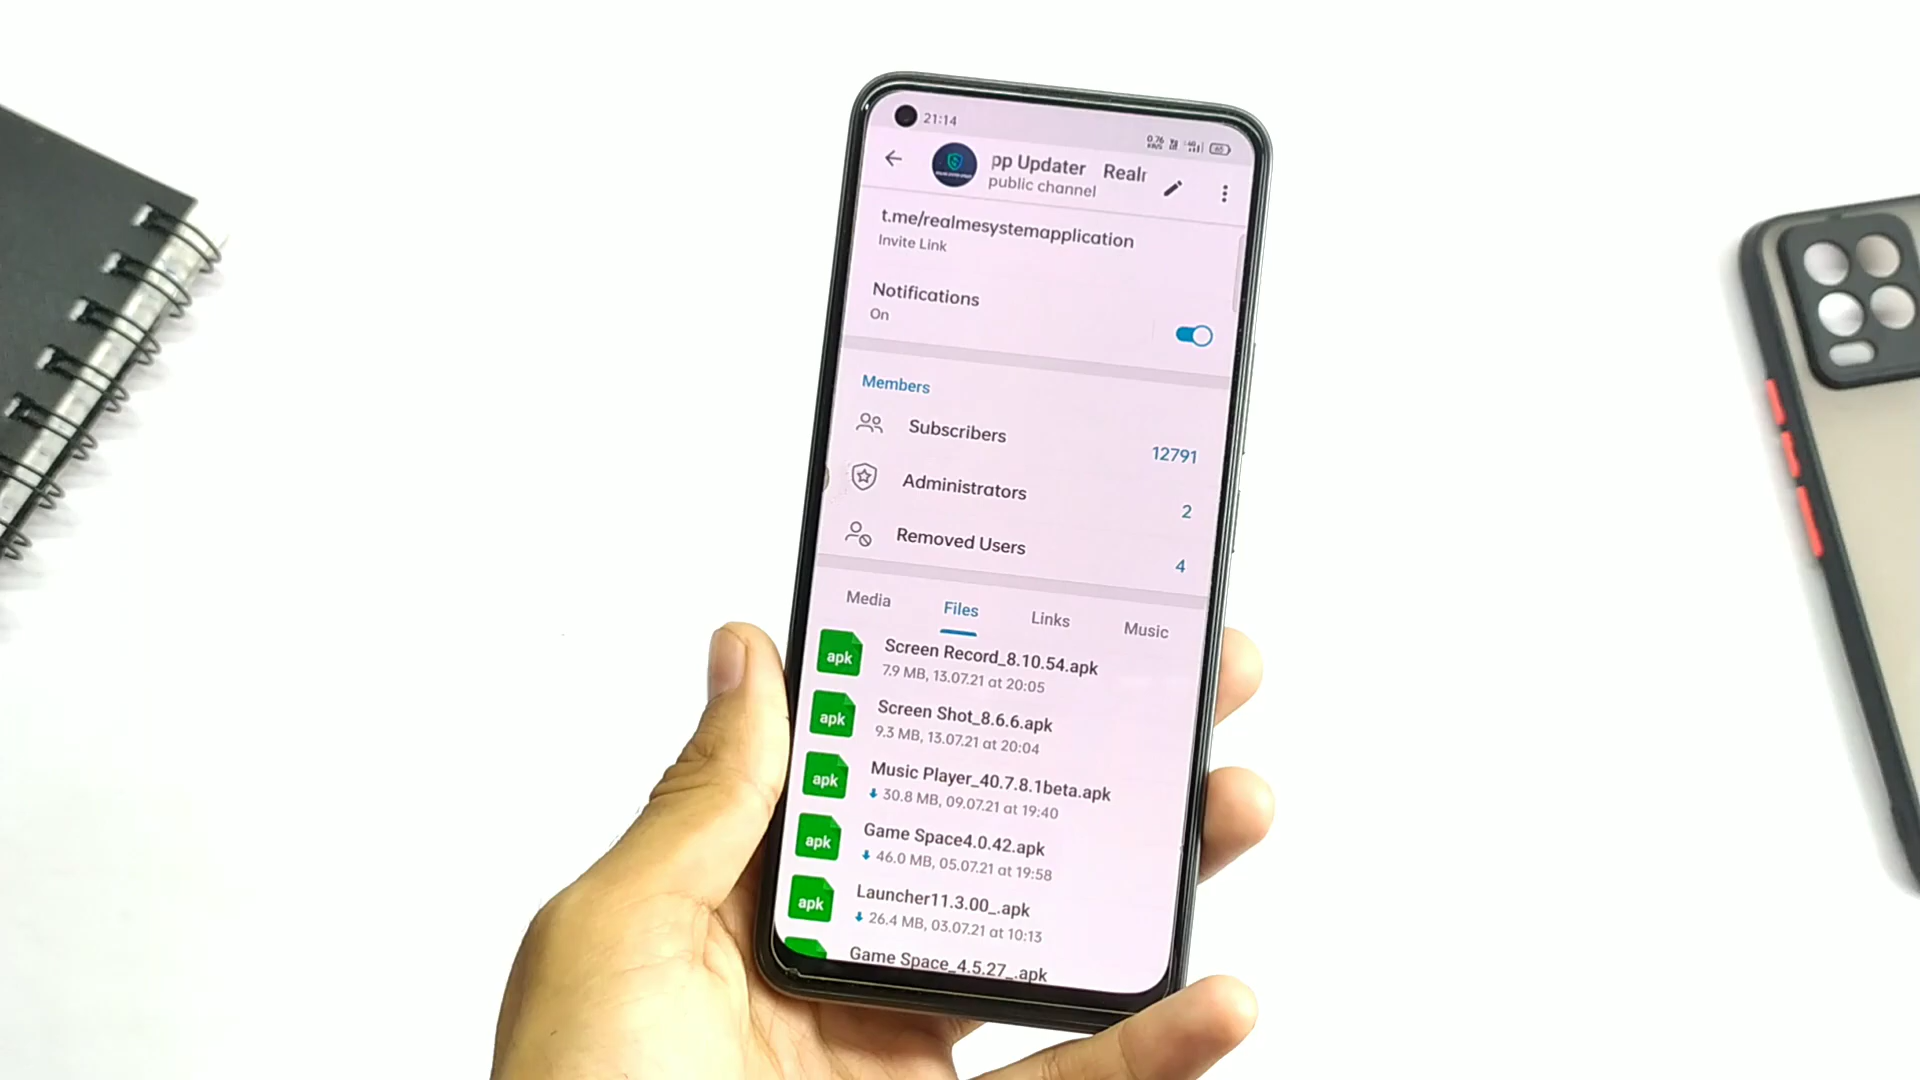 21:14
pp Updater Realr
public channel
t.me/realmesystemapplication
Invite Link
Notifications
On
Members
Subscribers 12791
Administrators 2
Removed Users 4
Media Files Links Music
apk Screen Record_8.10.54.apk
7.9 MB, 13.07.21 at 20:05
apk Screen Shot_8.6.6.apk
9.3 MB, 13.07.21 at 20:04
apk Music Player_40.7.8.1beta.apk
30.8 MB, 09.07.21 at 19:40
apk Game Space4.0.42.apk
46.0 MB, 05.07.21 at 19:58
apk Launcher11.3.00_.apk
26.4 MB, 03.07.21 at 10:13
Game Space_4.5.27_.apk